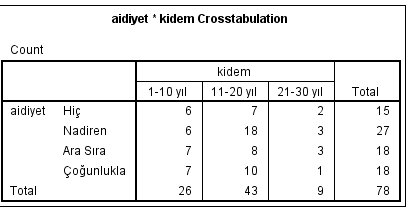 aidiyet * kidem Crosstabulation
Count
kidem
1-10 yıl 11-20 yıl 21-30 yıl Total
aidiyet Hiç 6 7 2 15
Nadiren 6 18 3 27
Ara Sıra 7 8 3 18
Çoğunlukla 7 10 1 18
Total 26 43 9 78